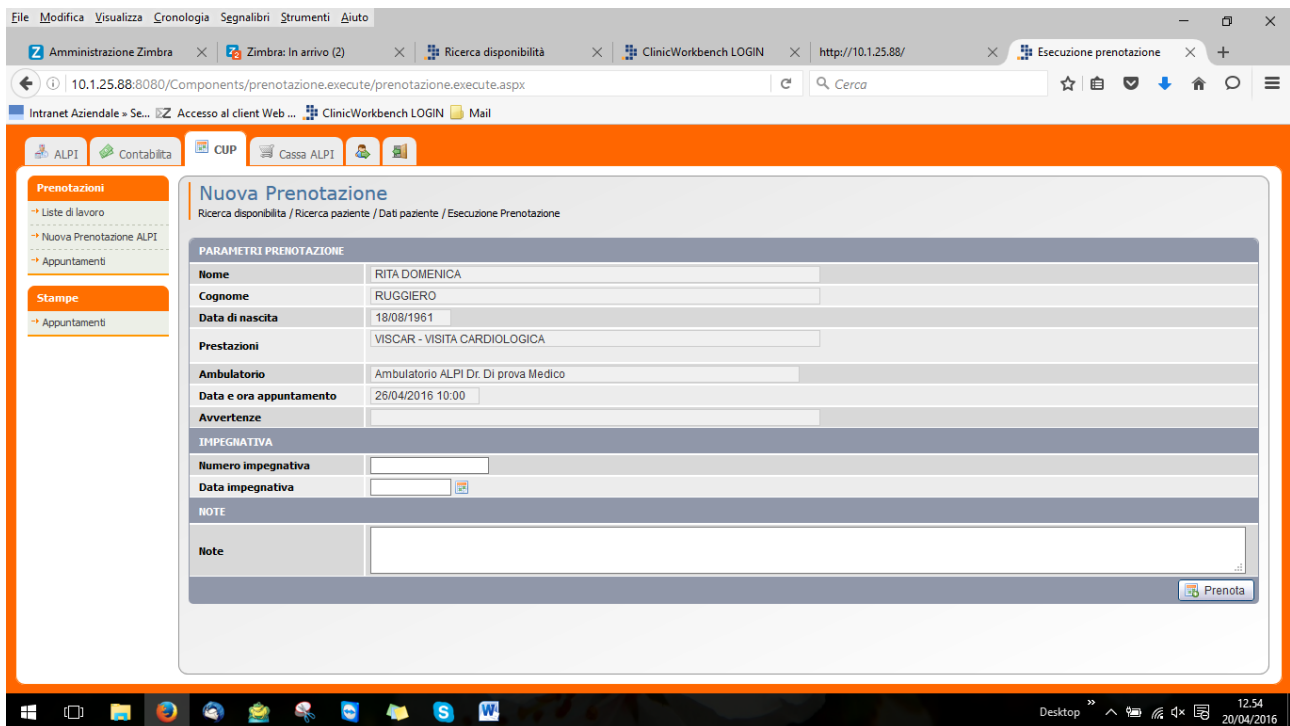 File Modifica Visualizza Cronologia Segnalibri Strumenti Aiuto
Amministrazione Zimbra
Zimbra: In arrivo (2)
Ricerca disponibilità
ClinicWorkbench LOGIN
http://10.1.25.88/
Esecuzione prenotazione
10.1.25.88:8080/Components/prenotazione.execute/prenotazione.execute.aspx
Cerca
Intranet Aziendale » Se... Accesso al client Web ... ClinicWorkbench LOGIN Mail
ALPI Contabilita CUP Cassa ALPI
Prenotazioni
Liste di lavoro
Nuova Prenotazione ALPI
Appuntamenti
Stampe
Appuntamenti
Nuova Prenotazione
Ricerca disponibilita / Ricerca paziente / Dati paziente / Esecuzione Prenotazione
PARAMETRI PRENOTAZIONE
Nome RITA DOMENICA
Cognome RUGGIERO
Data di nascita 18/08/1961
Prestazioni VISCAR - VISITA CARDIOLOGICA
Ambulatorio Ambulatorio ALPI Dr. Di prova Medico
Data e ora appuntamento 26/04/2016 10:00
Avvertenze
IMPEGNATIVA
Numero impegnativa
Data impegnativa
NOTE
Note
Prenota
Desktop
12.54
20/04/2016